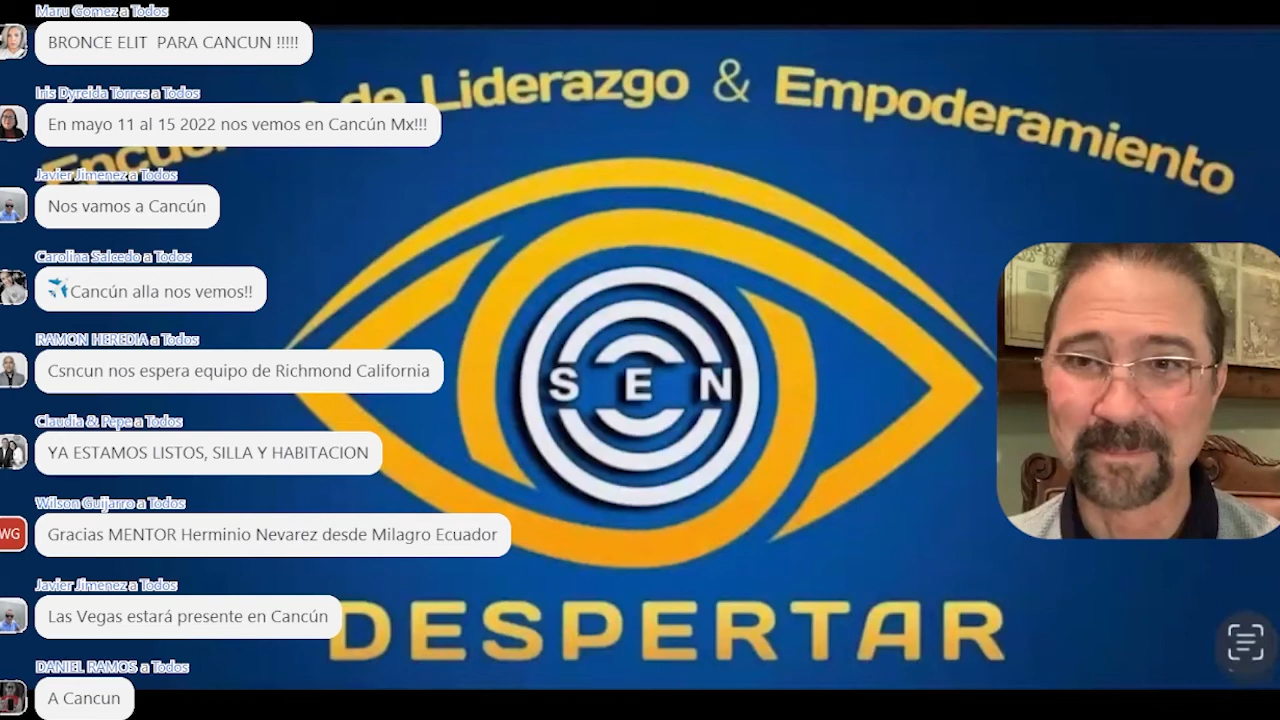 Maru Gomez a Todos
BRONCE ELIT PARA CANCUN !!!!!
Encuentro de Liderazgo & Empoderamiento
Iris Dyreida Torres a Todos
En mayo 11 al 15 2022 nos vemos en Cancún Mx!!!
Javier Jimenez a Todos
Nos vamos a Cancún
Carolina Salcedo a Todos
✈Cancún alla nos vemos!!
RAMON HEREDIA a Todos
Csncun nos espera equipo de Richmond California
S E N
Claudia & Pepe a Todos
YA ESTAMOS LISTOS, SILLA Y HABITACION
Wilson Guijarro a Todos
WG
Gracias MENTOR Herminio Nevarez desde Milagro Ecuador
Javier Jimenez a Todos
Las Vegas estará presente en Cancún
DESPERTAR
DANIEL RAMOS a Todos
A Cancun